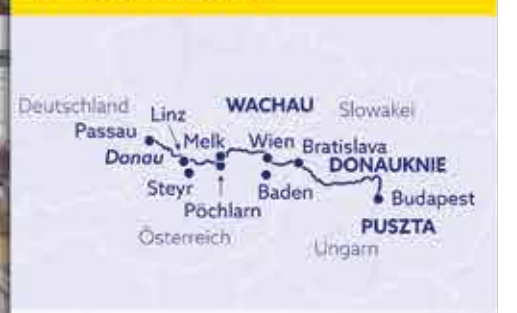 Deutschland
Linz
WACHAU
Slowakei
Passau
Donau
Melk
Wien
Bratislava
DONAUKNIE
Steyr
Pöchlarn
Baden
Budapest
PUSZTA
Österreich
Ungarn